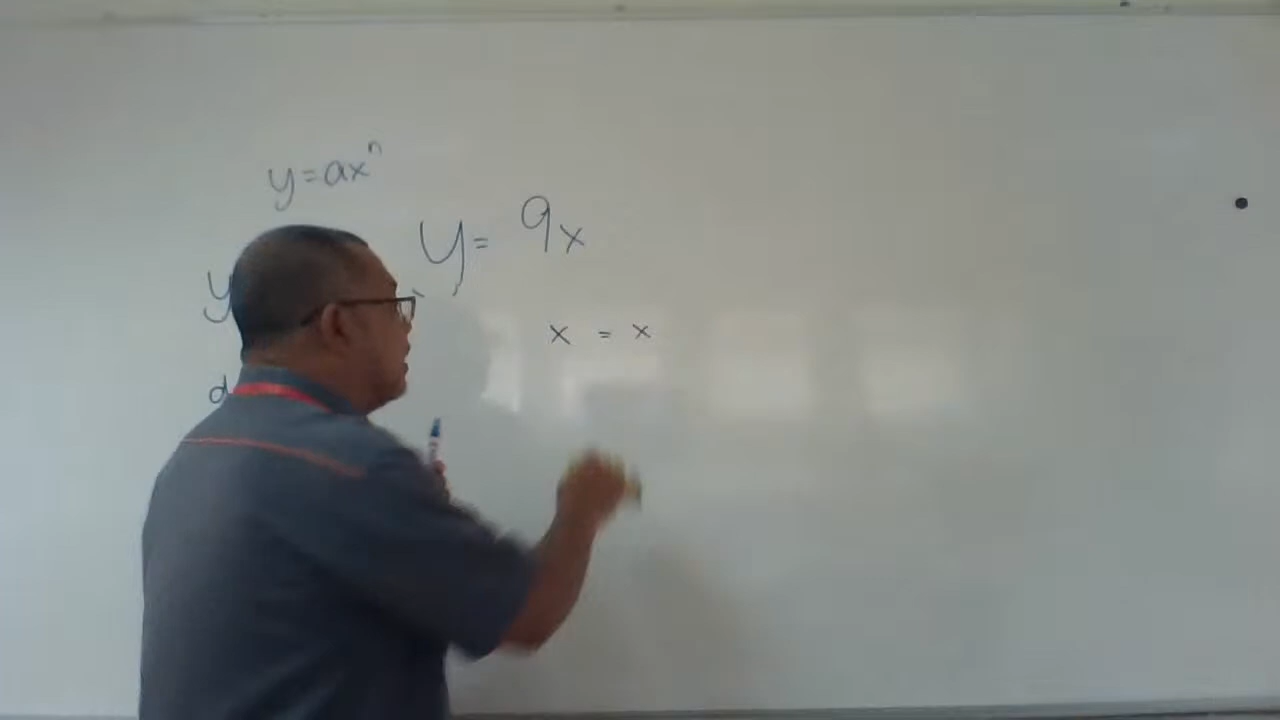 y=axⁿ
y= 9x
y
x = x
d